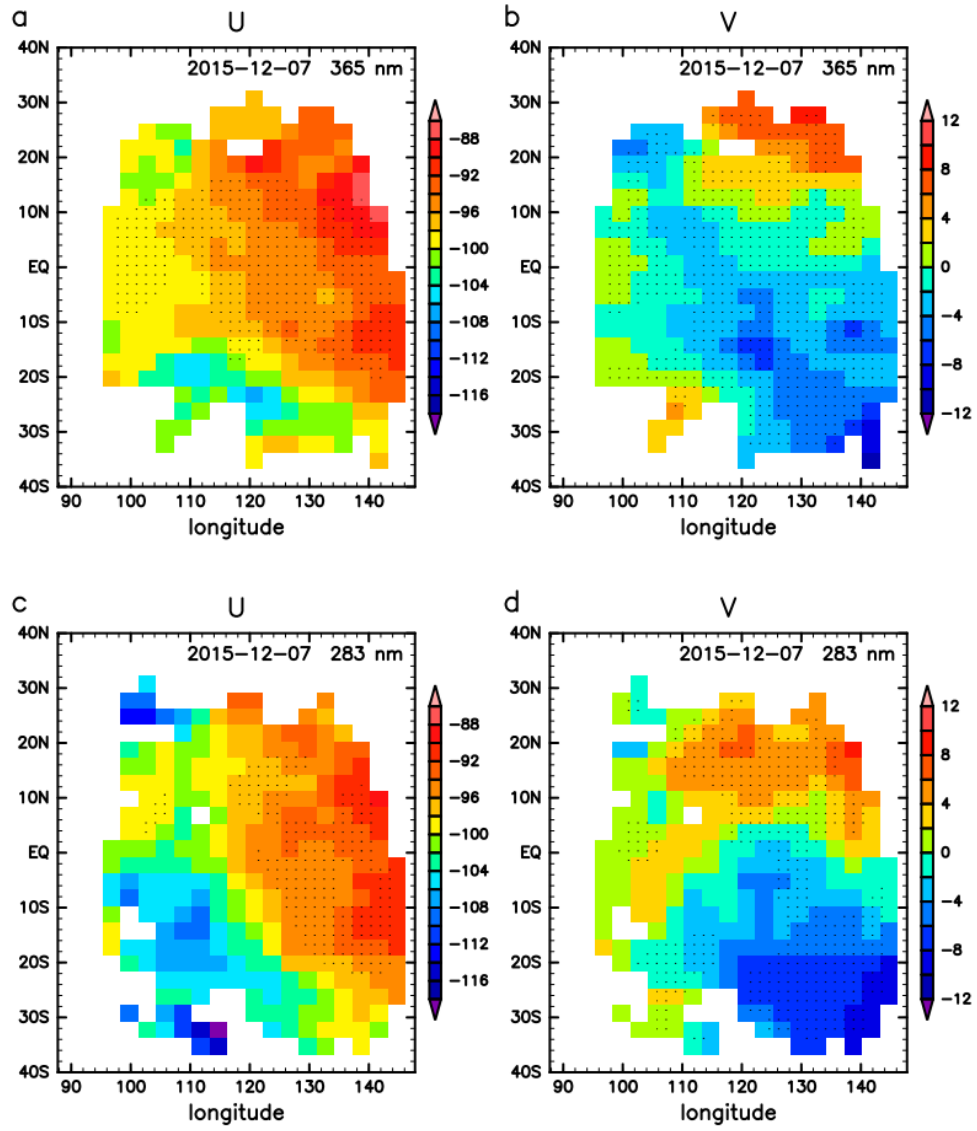 a
U
b
V
2015-12-07 365 nm
2015-12-07 365 nm
40N
30N
20N
10N
EQ
10S
20S
30S
40S
90 100 110 120 130 140
longitude
-88
-92
-96
-100
-104
-108
-112
-116
40N
30N
20N
10N
EQ
10S
20S
30S
40S
90 100 110 120 130 140
longitude
12
8
4
0
-4
-8
-12
c
U
d
V
2015-12-07 283 nm
2015-12-07 283 nm
40N
30N
20N
10N
EQ
10S
20S
30S
40S
90 100 110 120 130 140
longitude
-88
-92
-96
-100
-104
-108
-112
-116
40N
30N
20N
10N
EQ
10S
20S
30S
40S
90 100 110 120 130 140
longitude
12
8
4
0
-4
-8
-12